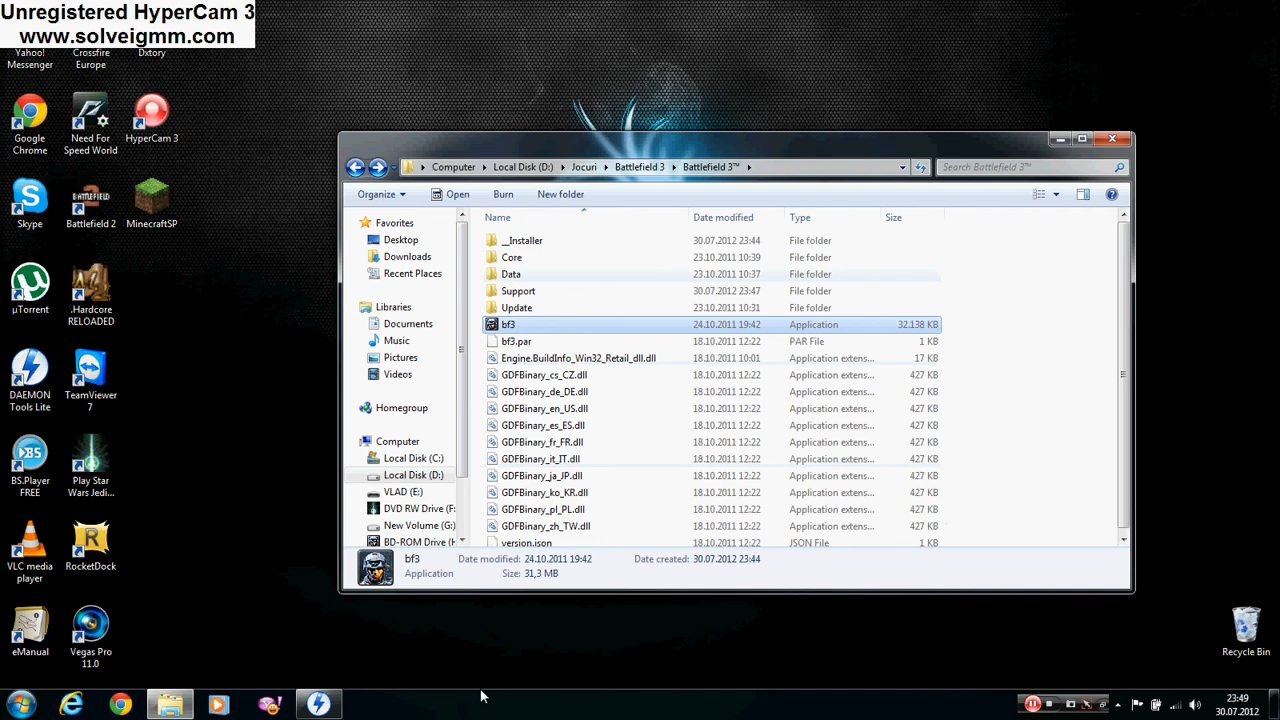 Unregistered HyperCam 3
www.solveigmm.com
Yahoo!
Messenger
Crossfire
Europe
Dxtory
Google
Chrome
Need For
Speed World
HyperCam 3
Skype
Battlefield 2
MinecraftSP
µTorrent
.Hardcore
RELOADED
DAEMON
Tools Lite
TeamViewer
7
BS.Player
FREE
Play Star
Wars Jedi...
VLC media
player
RocketDock
eManual
Vegas Pro
11.0
Recycle Bin
Computer Local Disk (D:) Jocuri Battlefield 3 Battlefield 3™
Search Battlefield 3™
Organize Open Burn New folder
Favorites
Desktop
Downloads
Recent Places
Libraries
Documents
Music
Pictures
Videos
Homegroup
Computer
Local Disk (C:)
Local Disk (D:)
VLAD (E:)
DVD RW Drive (F:
New Volume (G:)
BD-ROM Drive (H
Name Date modified Type Size
__Installer 30.07.2012 23:44 File folder
Core 23.10.2011 10:39 File folder
Data 23.10.2011 10:37 File folder
Support 30.07.2012 23:47 File folder
Update 23.10.2011 10:31 File folder
bf3 24.10.2011 19:42 Application 32.138 KB
bf3.par 18.10.2011 12:22 PAR File 1 KB
Engine.BuildInfo_Win32_Retail_dll.dll 18.10.2011 10:01 Application extens... 17 KB
GDFBinary_cs_CZ.dll 18.10.2011 12:22 Application extens... 427 KB
GDFBinary_de_DE.dll 18.10.2011 12:22 Application extens... 427 KB
GDFBinary_en_US.dll 18.10.2011 12:22 Application extens... 427 KB
GDFBinary_es_ES.dll 18.10.2011 12:22 Application extens... 427 KB
GDFBinary_fr_FR.dll 18.10.2011 12:22 Application extens... 427 KB
GDFBinary_it_IT.dll 18.10.2011 12:22 Application extens... 427 KB
GDFBinary_ja_JP.dll 18.10.2011 12:22 Application extens... 427 KB
GDFBinary_ko_KR.dll 18.10.2011 12:22 Application extens... 427 KB
GDFBinary_pl_PL.dll 18.10.2011 12:22 Application extens... 427 KB
GDFBinary_zh_TW.dll 18.10.2011 12:22 Application extens... 427 KB
version.json 18.10.2011 12:22 JSON File 1 KB
bf3 Date modified: 24.10.2011 19:42 Date created: 30.07.2012 23:44
Application Size: 31,3 MB
23:49
30.07.2012